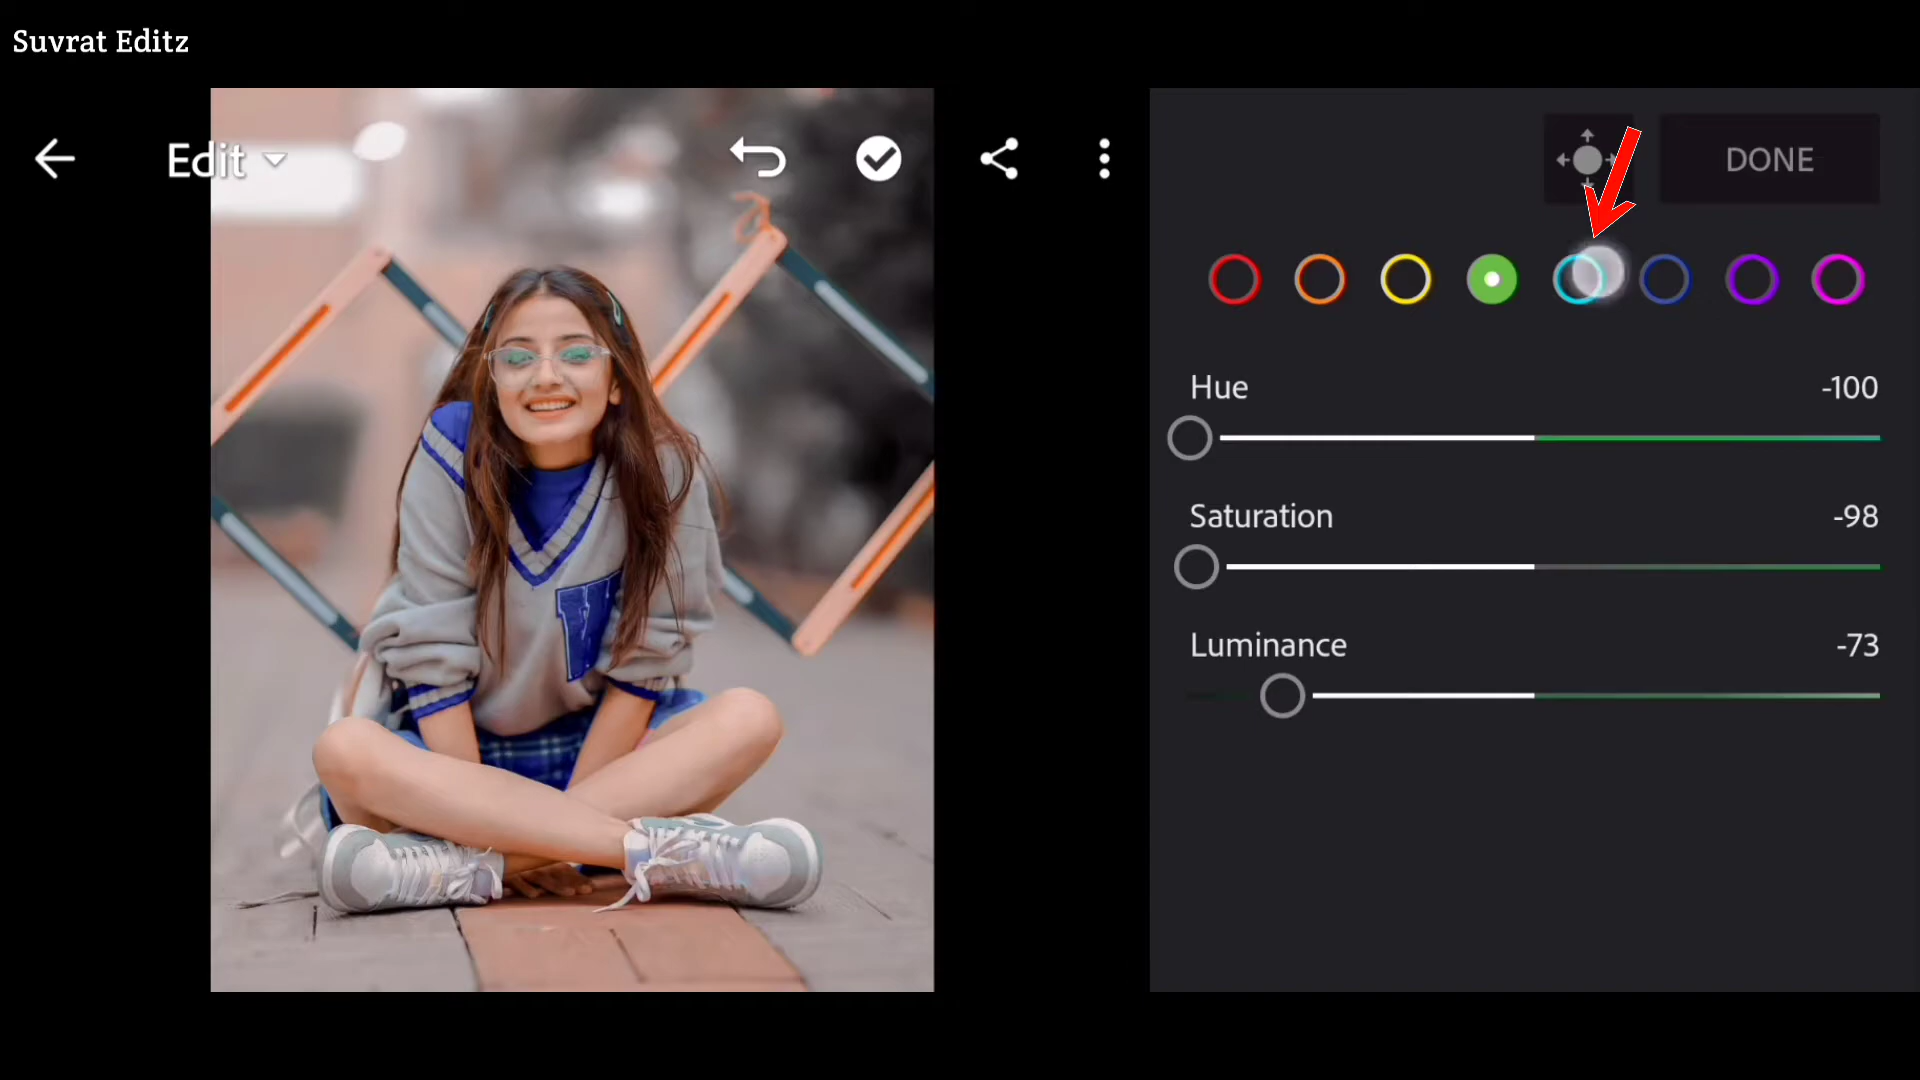 Suvrat Editz
Edit
DONE
Hue -100
Saturation -98
Luminance -73
V